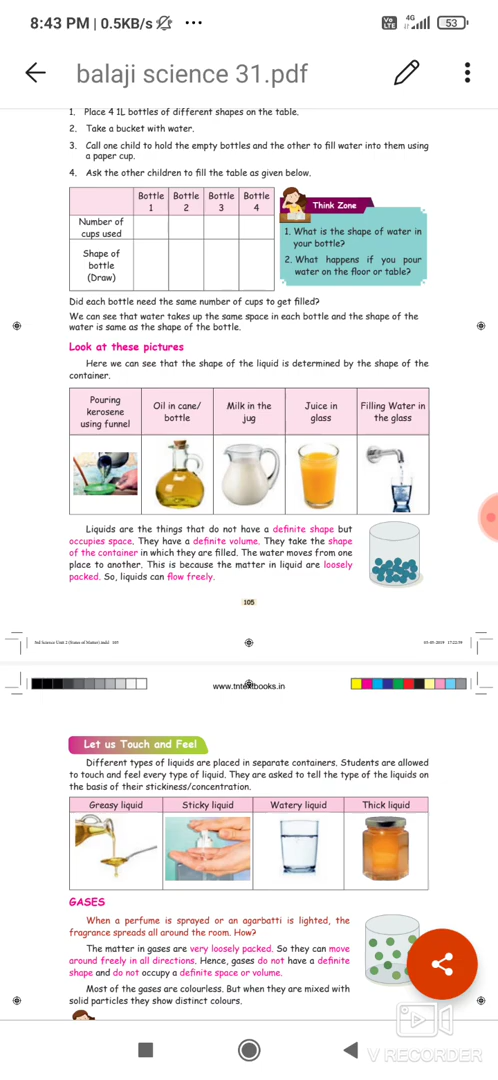 8:43 PM | 0.5KB/s
Vo LTE 4G 53
balaji science 31.pdf
1. Place 4 1L bottles of different shapes on the table.
2. Take a bucket with water.
3. Call one child to hold the empty bottles and the other to fill water into them using
a paper cup.
4. Ask the other children to fill the table as given below.
Bottle 1 Bottle 2 Bottle 3 Bottle 4
Number of cups used
Shape of bottle (Draw)
Think Zone
1. What is the shape of water in
your bottle?
2. What happens if you pour
water on the floor or table?
Did each bottle need the same number of cups to get filled?
We can see that water takes up the same space in each bottle and the shape of the
water is same as the shape of the bottle.
Look at these pictures
Here we can see that the shape of the liquid is determined by the shape of the
container.
Pouring kerosene using funnel
Oil in cane/ bottle
Milk in the jug
Juice in glass
Filling Water in the glass
Liquids are the things that do not have a definite shape but
occupies space. They have a definite volume. They take the shape
of the container in which they are filled. The water moves from one
place to another. This is because the matter in liquid are loosely
packed. So, liquids can flow freely.
105
3rd Science Unit 2 (States of Matter).indd 105
www.tntextbooks.in
Let us Touch and Feel
Different types of liquids are placed in separate containers. Students are allowed
to touch and feel every type of liquid. They are asked to tell the type of the liquids on
the basis of their stickiness/concentration.
Greasy liquid Sticky liquid Watery liquid Thick liquid
GASES
When a perfume is sprayed or an agarbatti is lighted, the
fragrance spreads all around the room. How?
The matter in gases are very loosely packed. So they can move
around freely in all directions. Hence, gases do not have a definite
shape and do not occupy a definite space or volume.
Most of the gases are colourless. But when they are mixed with
solid particles they show distinct colours.
V RECORDER